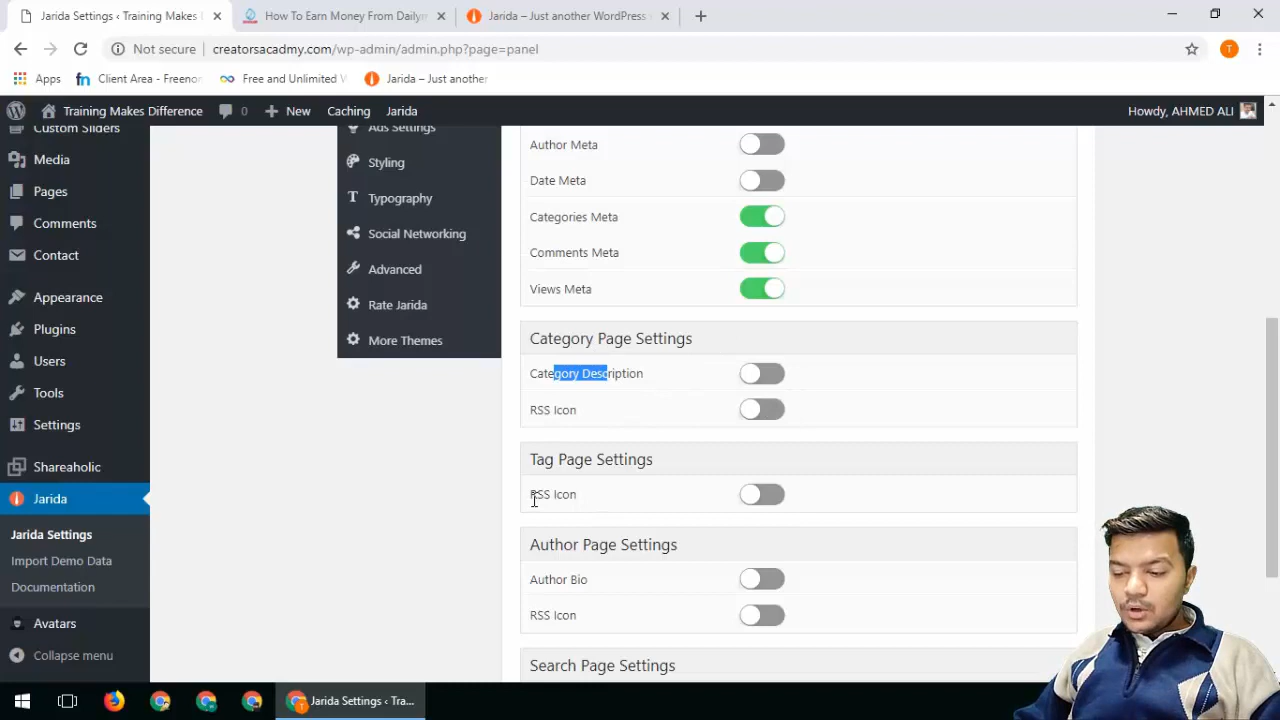 Jarida Settings ‹ Training Makes
How To Earn Money From Dailym
Jarida – Just another WordPress
Not secure
creatorsacadmy.com/wp-admin/admin.php?page=panel
T
Apps
Client Area - Freenom
Free and Unlimited
Jarida – Just another
Training Makes Difference
0
New
Caching
Jarida
Howdy, AHMED ALI
Custom Sliders
Media
Pages
Comments
Contact
Appearance
Plugins
Users
Tools
Settings
Shareaholic
Jarida
Jarida Settings
Import Demo Data
Documentation
Avatars
Collapse menu
Ads Settings
Styling
Typography
Social Networking
Advanced
Rate Jarida
More Themes
Author Meta
Date Meta
Categories Meta
Comments Meta
Views Meta
Category Page Settings
Category Description
RSS Icon
Tag Page Settings
RSS Icon
Author Page Settings
Author Bio
RSS Icon
Search Page Settings
Jarida Settings ‹ Tra...